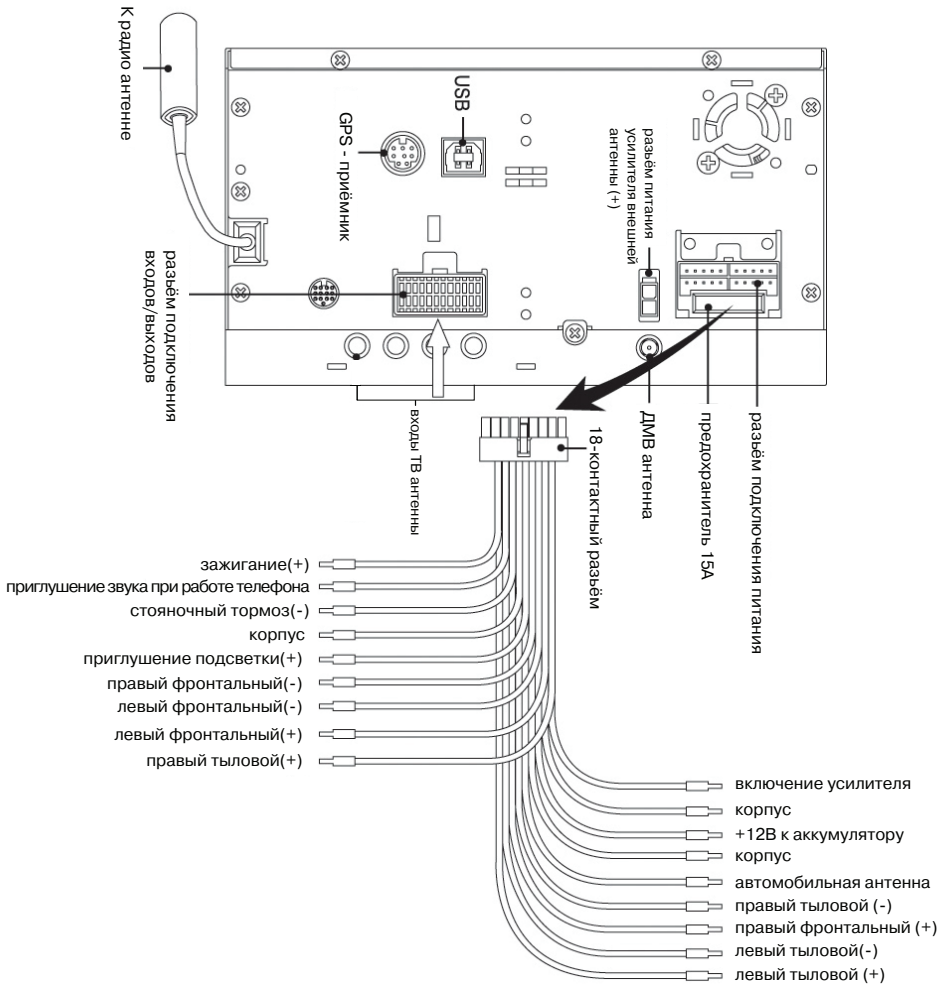 К радио антенне
USB
GPS - приёмник
разъём питания
усилителя внешней
антенны (+)
разъём подключения
входов/выходов
входы ТВ антенны
18-контактный разъём
ДМВ антенна
предохранитель 15А
разъём подключения питания
зажигание(+)
приглушение звука при работе телефона
стояночный тормоз(-)
корпус
приглушение подсветки(+)
правый фронтальный(-)
левый фронтальный(-)
левый фронтальный(+)
правый тыловой(+)
включение усилителя
корпус
+12В к аккумулятору
корпус
автомобильная антенна
правый тыловой (-)
правый фронтальный (+)
левый тыловой(-)
левый тыловой (+)